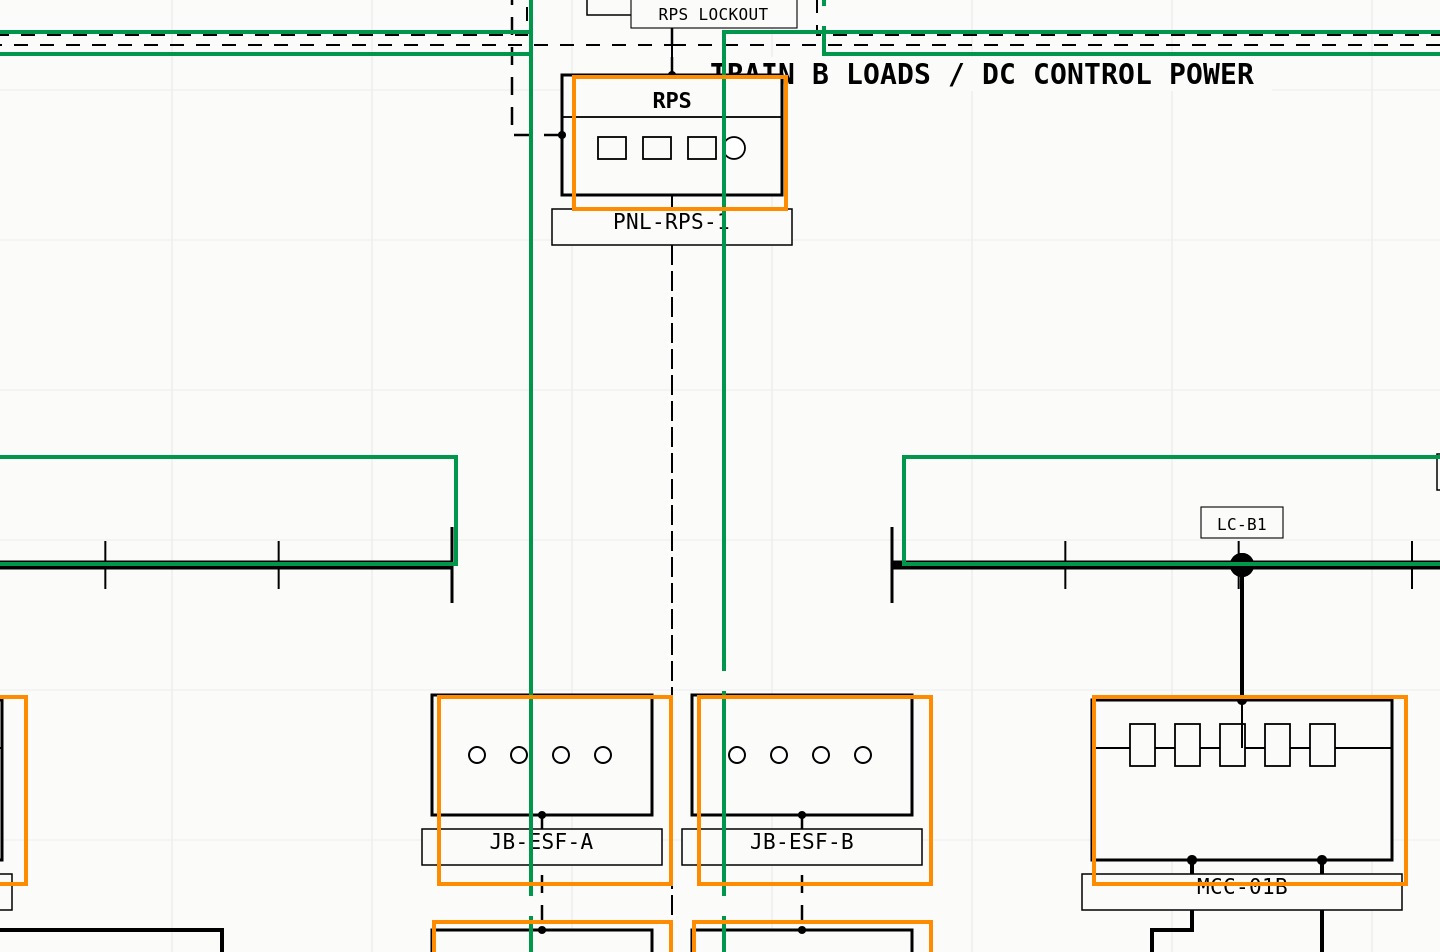 RPS LOCKOUT
TRAIN B LOADS / DC CONTROL POWER
RPS
PNL-RPS-1
LC-B1
JB-ESF-A
JB-ESF-B
MCC-01B